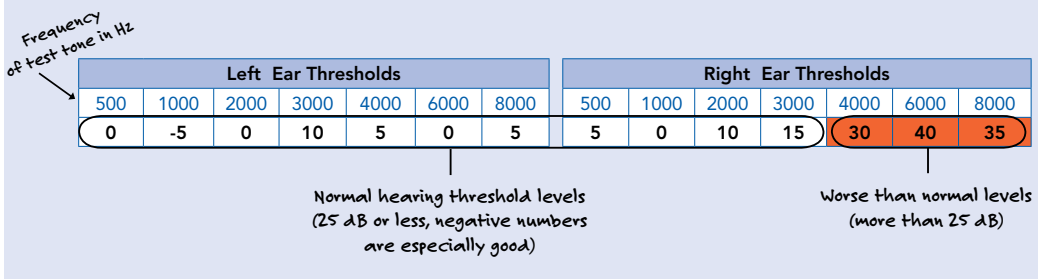 Frequency
of test tone in Hz
Left Ear Thresholds Right Ear Thresholds
500 1000 2000 3000 4000 6000 8000 500 1000 2000 3000 4000 6000 8000
0 -5 0 10 5 0 5 5 0 10 15 30 40 35
Normal hearing threshold levels
(25 dB or less, negative numbers
are especially good)
Worse than normal levels
(more than 25 dB)